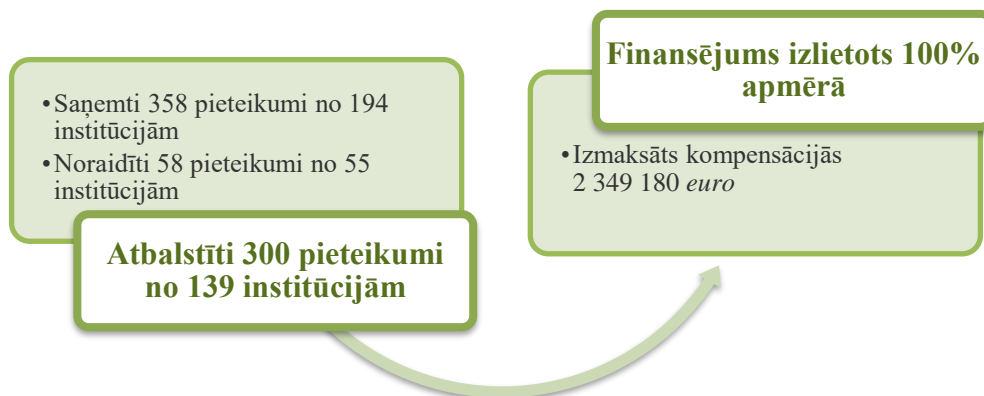 •Saņemti 358 pieteikumi no 194
institūcijām
•Noraidīti 58 pieteikumi no 55
institūcijām
Atbalstīti 300 pieteikumi
no 139 institūcijām
Finansējums izlietots 100%
apmērā
•Izmaksāts kompensācijās
2 349 180 euro